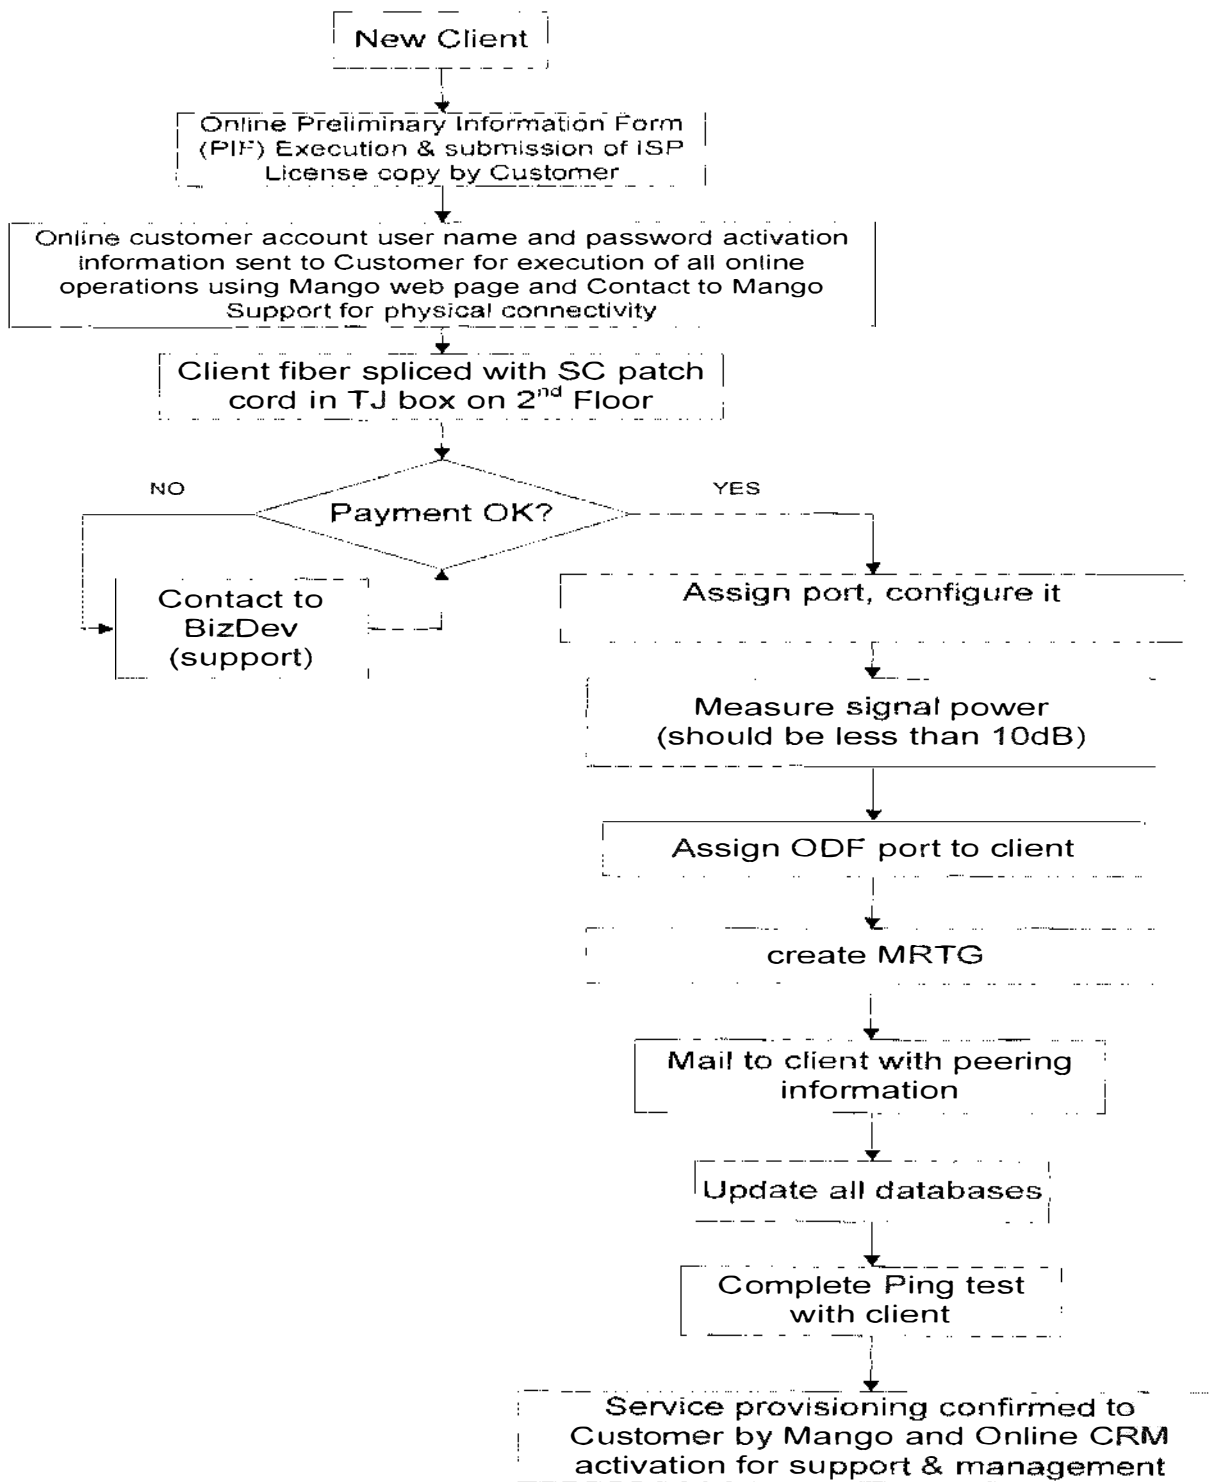 New Client
Online Preliminary Information Form
(PIF) Execution & submission of ISP
License copy by Customer
Online customer account user name and password activation
information sent to Customer for execution of all online
operations using Mango web page and Contact to Mango
Support for physical connectivity
Client fiber spliced with SC patch
cord in TJ box on 2nd Floor
NO
YES
Payment OK?
Contact to
BizDev
(support)
Assign port, configure it
Measure signal power
(should be less than 10dB)
Assign ODF port to client
create MRTG
Mail to client with peering
information
Update all databases
Complete Ping test
with client
Service provisioning confirmed to
Customer by Mango and Online CRM
activation for support & management